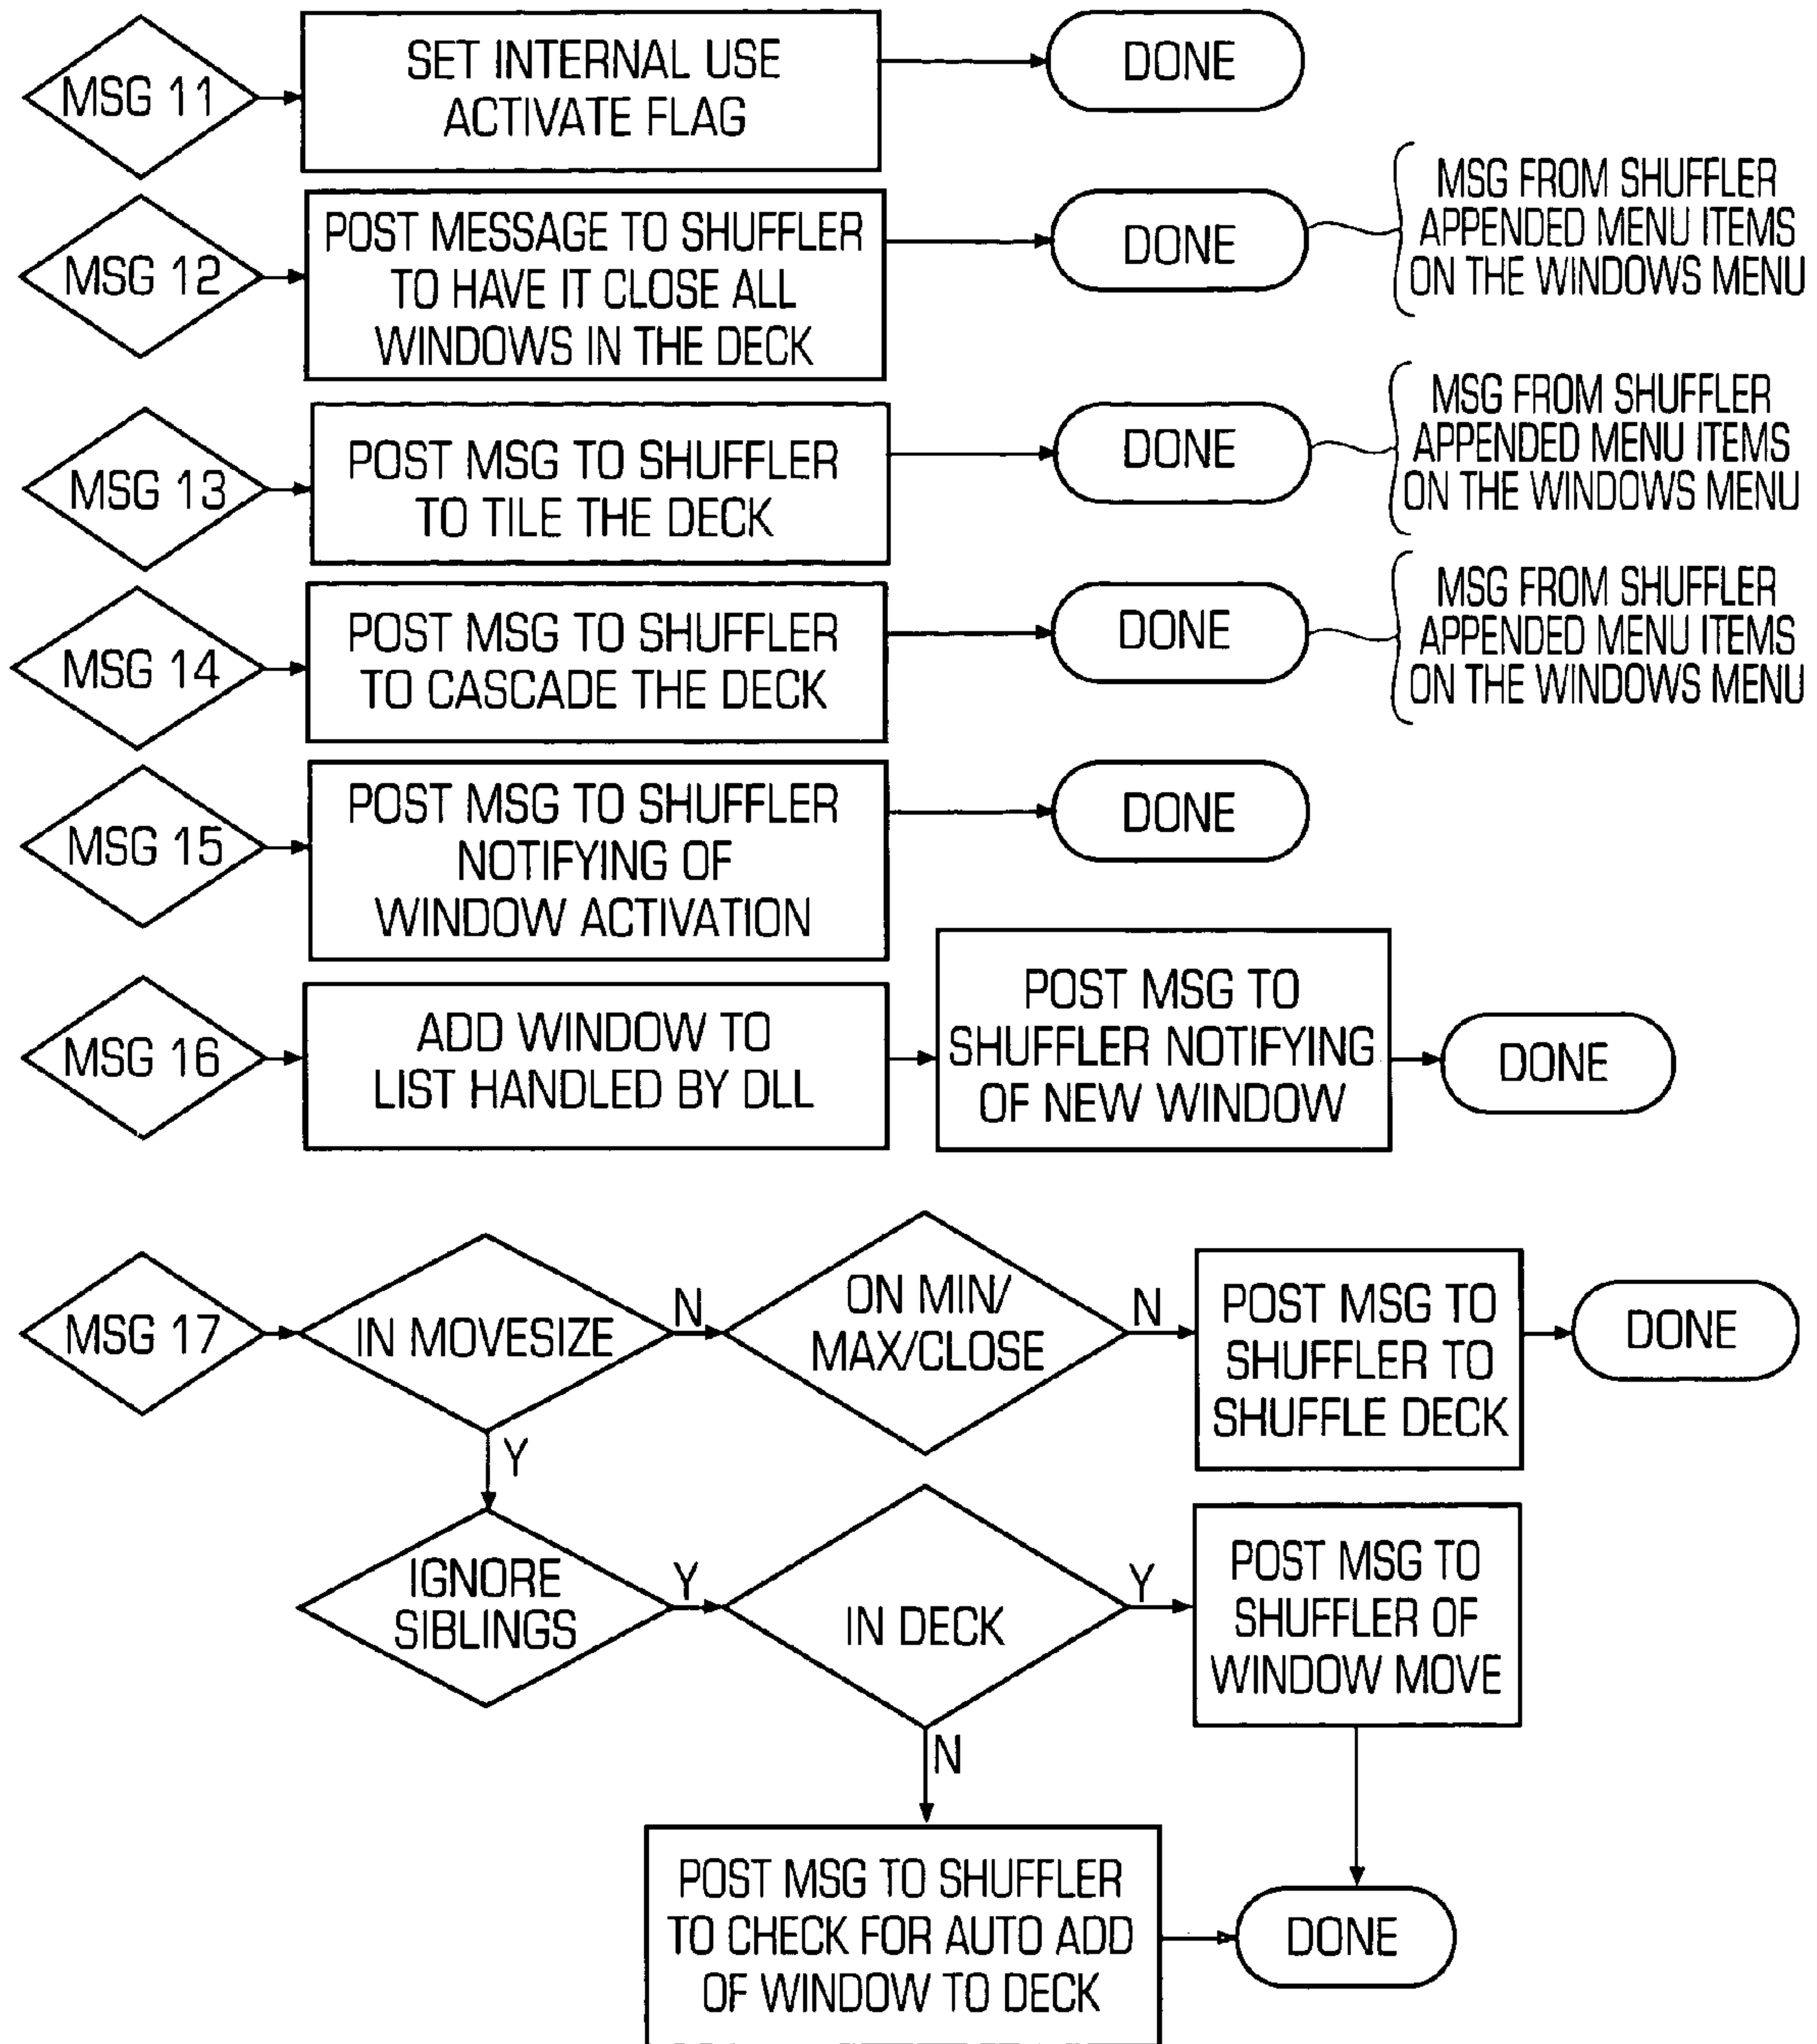 MSG 11
SET INTERNAL USE
ACTIVATE FLAG
DONE
MSG 12
POST MESSAGE TO SHUFFLER
TO HAVE IT CLOSE ALL
WINDOWS IN THE DECK
DONE
MSG FROM SHUFFLER
APPENDED MENU ITEMS
ON THE WINDOWS MENU
MSG 13
POST MSG TO SHUFFLER
TO TILE THE DECK
DONE
MSG FROM SHUFFLER
APPENDED MENU ITEMS
ON THE WINDOWS MENU
MSG 14
POST MSG TO SHUFFLER
TO CASCADE THE DECK
DONE
MSG FROM SHUFFLER
APPENDED MENU ITEMS
ON THE WINDOWS MENU
MSG 15
POST MSG TO SHUFFLER
NOTIFYING OF
WINDOW ACTIVATION
DONE
MSG 16
ADD WINDOW TO
LIST HANDLED BY DLL
POST MSG TO
SHUFFLER NOTIFYING
OF NEW WINDOW
DONE
MSG 17
IN MOVESIZE
N
ON MIN/
MAX/CLOSE
N
POST MSG TO
SHUFFLER TO
SHUFFLE DECK
DONE
Y
IGNORE
SIBLINGS
Y
IN DECK
Y
POST MSG TO
SHUFFLER OF
WINDOW MOVE
N
POST MSG TO SHUFFLER
TO CHECK FOR AUTO ADD
OF WINDOW TO DECK
DONE